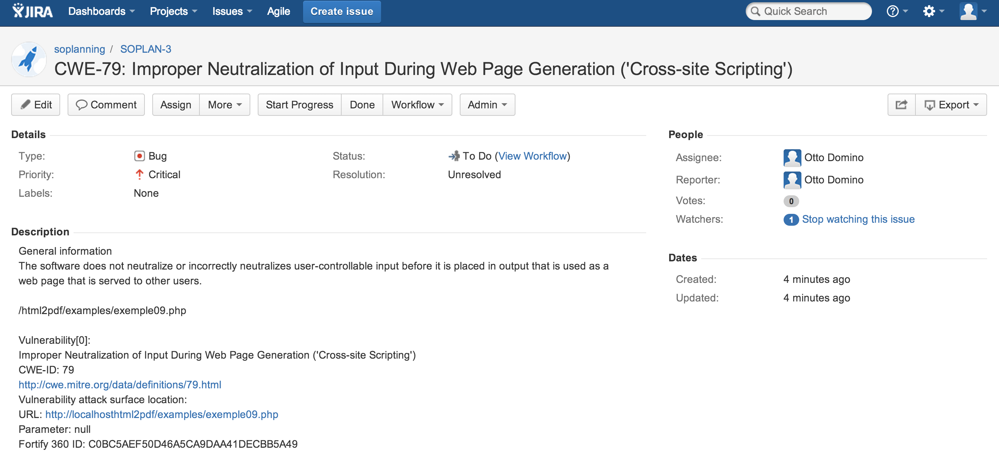 JIRA Dashboards Projects Issues Agile Create issue Quick Search
soplanning / SOPLAN-3
CWE-79: Improper Neutralization of Input During Web Page Generation ('Cross-site Scripting')
Edit Comment Assign More Start Progress Done Workflow Admin Export
Details
Type: Bug Status: To Do (View Workflow)
Priority: Critical Resolution: Unresolved
Labels: None
Description
General information
The software does not neutralize or incorrectly neutralizes user-controllable input before it is placed in output that is used as a
web page that is served to other users.
/html2pdf/examples/exemple09.php
Vulnerability[0]:
Improper Neutralization of Input During Web Page Generation ('Cross-site Scripting')
CWE-ID: 79
http://cwe.mitre.org/data/definitions/79.html
Vulnerability attack surface location:
URL: http://localhosthtml2pdf/examples/exemple09.php
Parameter: null
Fortify 360 ID: C0BC5AEF50D46A5CA9DAA41DECBB5A49
People
Assignee: Otto Domino
Reporter: Otto Domino
Votes: 0
Watchers: 1 Stop watching this issue
Dates
Created: 4 minutes ago
Updated: 4 minutes ago